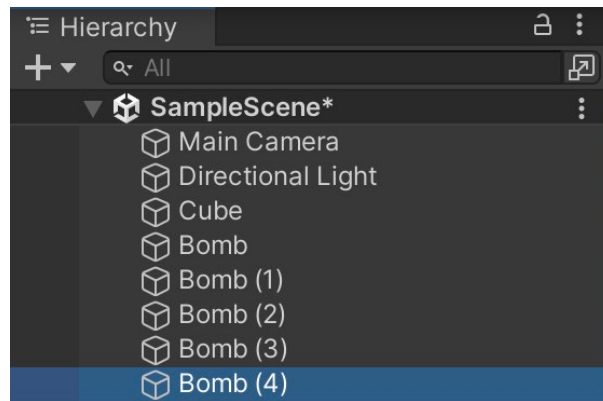 Hierarchy
All
SampleScene*
Main Camera
Directional Light
Cube
Bomb
Bomb (1)
Bomb (2)
Bomb (3)
Bomb (4)